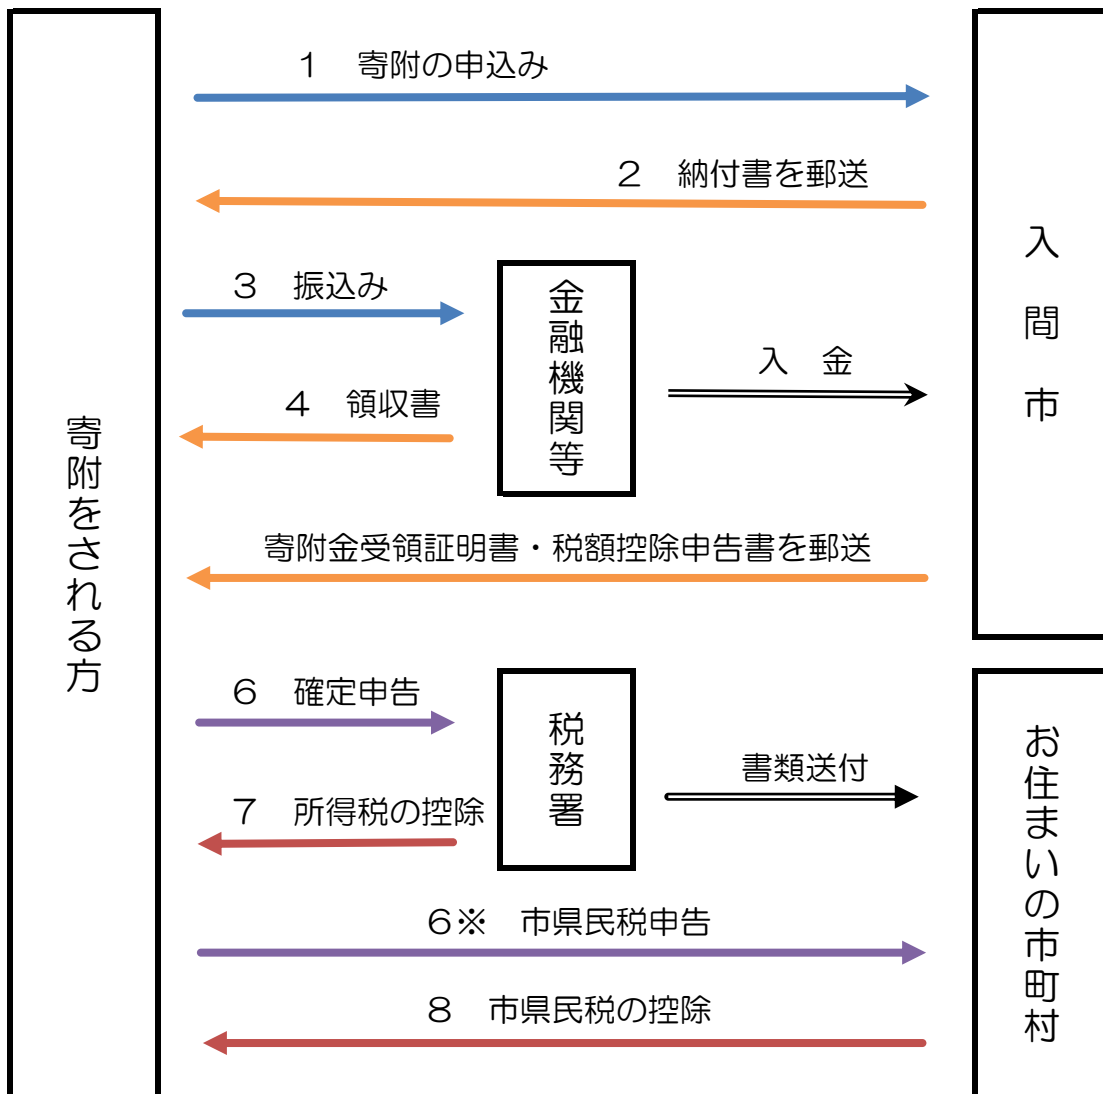 １　寄附の申込み
２　納付書を郵送
入間市
３　振込み
金融機関等
入　金
４　領収書
寄附をされる方
寄附金受領証明書・税額控除申告書を郵送
６　確定申告
税務署
書類送付
お住まいの市町村
７　所得税の控除
６※　市県民税申告
８　市県民税の控除